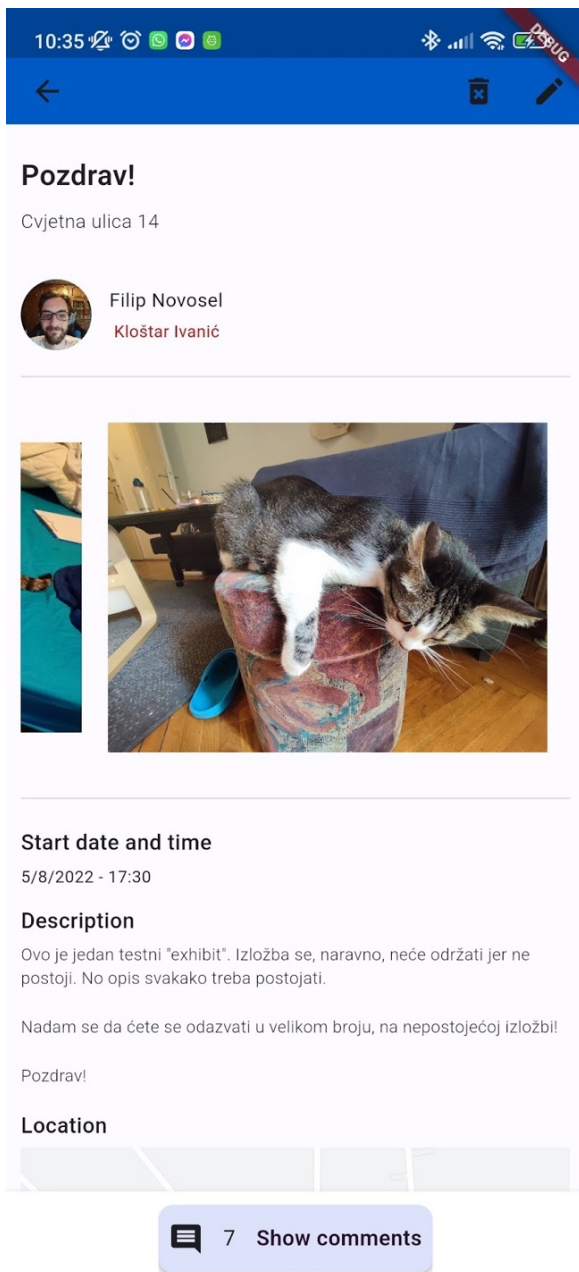 10:35
DEBUG
Pozdrav!
Cvjetna ulica 14
Filip Novosel
Kloštar Ivanić
Start date and time
5/8/2022 - 17:30
Description
Ovo je jedan testni "exhibit". Izložba se, naravno, neće održati jer ne
postoji. No opis svakako treba postojati.
Nadam se da ćete se odazvati u velikom broju, na nepostojećoj izložbi!
Pozdrav!
Location
7 Show comments